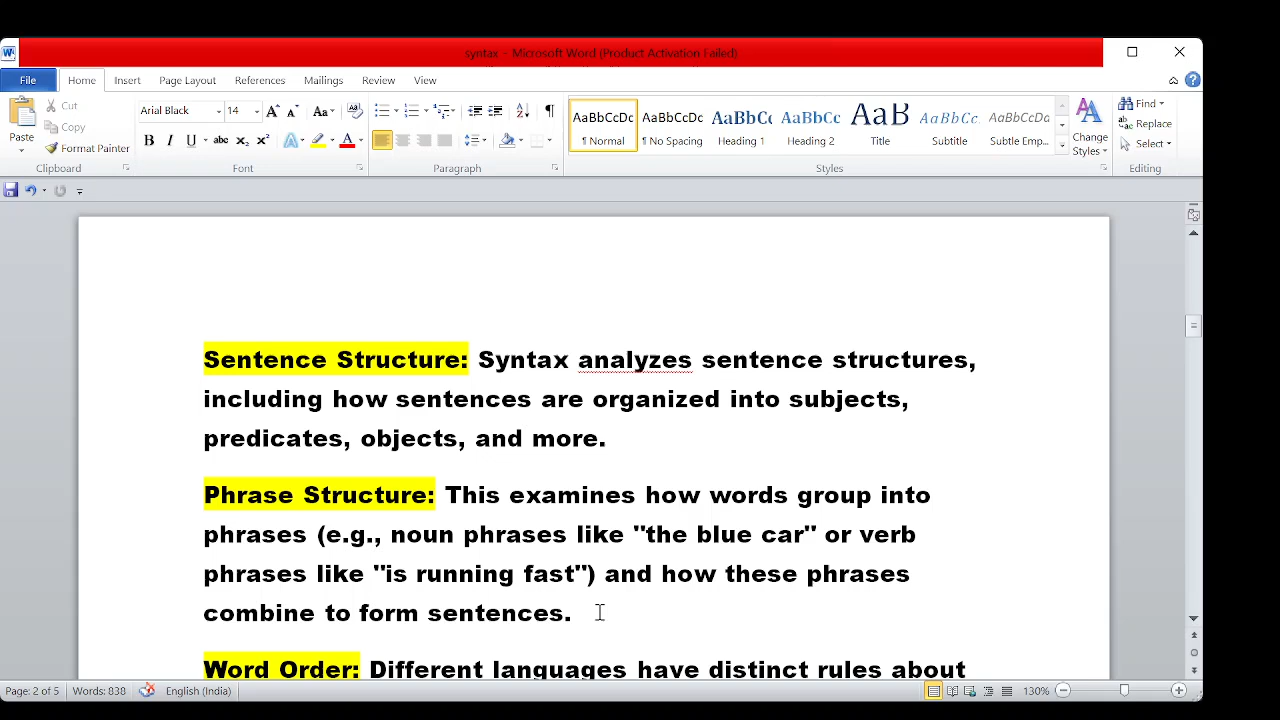 syntax - Microsoft Word (Product Activation Failed)
File Home Insert Page Layout References Mailings Review View
Paste
Cut
Copy
Format Painter
Clipboard
Arial Black 14
Font
Paragraph
AaBbCcDc AaBbCcDc AaBbC AaBbCc AaB AaBbCc. AaBbCcDc
¶ Normal ¶ No Spacing Heading 1 Heading 2 Title Subtitle Subtle Emp...
Change Styles
Styles
Find
Replace
Select
Editing
Sentence Structure: Syntax analyzes sentence structures,
including how sentences are organized into subjects,
predicates, objects, and more.
Phrase Structure: This examines how words group into
phrases (e.g., noun phrases like "the blue car" or verb
phrases like "is running fast") and how these phrases
combine to form sentences.
Word Order: Different languages have distinct rules about
Page: 2 of 5 Words: 838 English (India) 130%